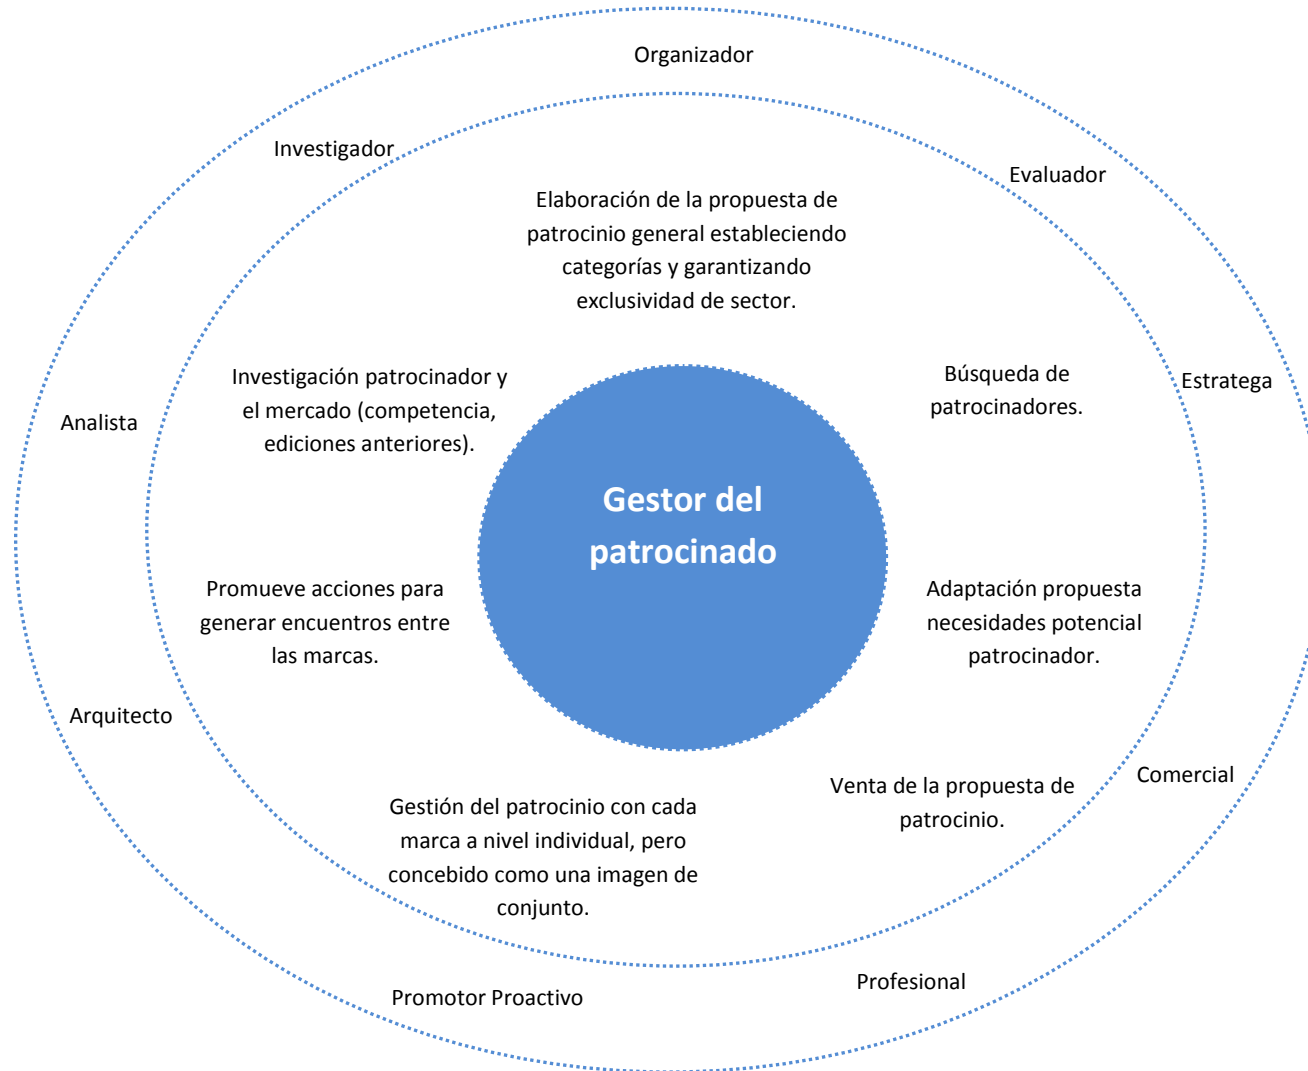 Organizador
Investigador
Evaluador
Elaboración de la propuesta de
patrocinio general estableciendo
categorías y garantizando
exclusividad de sector.
Investigación patrocinador y
el mercado (competencia,
ediciones anteriores).
Búsqueda de
patrocinadores.
Estratega
Analista
Gestor del
patrocinado
Promueve acciones para
generar encuentros entre
las marcas.
Adaptación propuesta
necesidades potencial
patrocinador.
Arquitecto
Comercial
Venta de la propuesta de
patrocinio.
Gestión del patrocinio con cada
marca a nivel individual, pero
concebido como una imagen de
conjunto.
Profesional
Promotor Proactivo